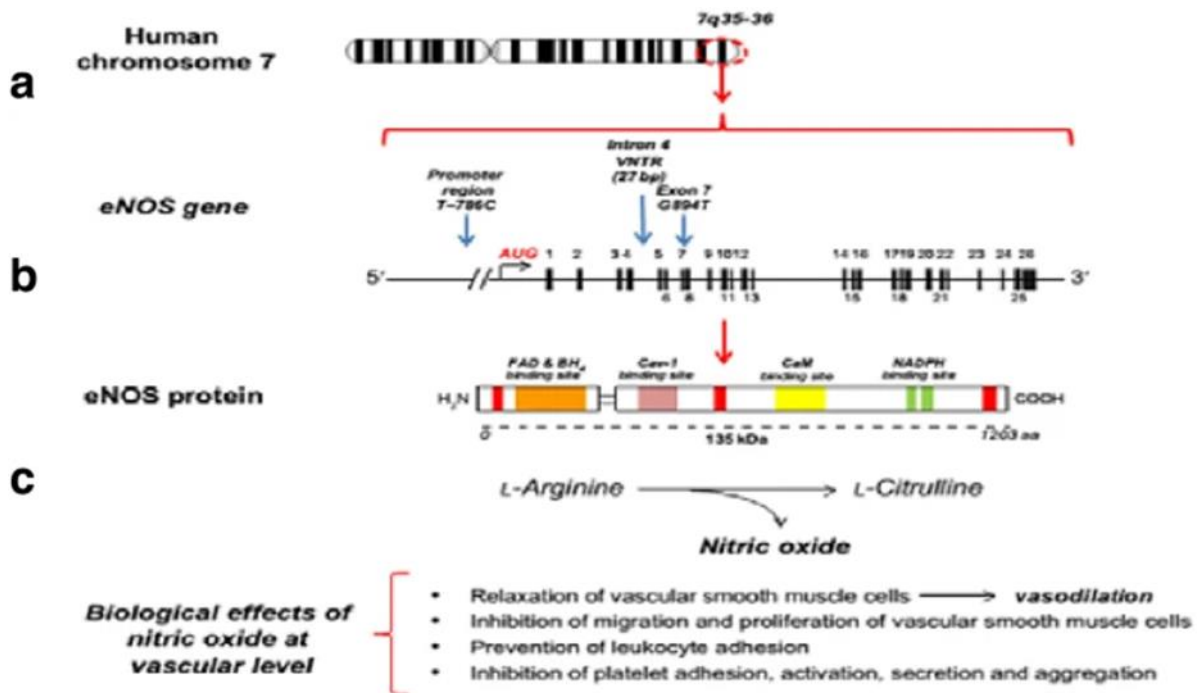 7q35-36
Human
chromosome 7
a
Intron 4
VNTR
(27 bp)
Promoter
region
T-786C
Exon 7
G894T
eNOS gene
AUG 1 2 3 4 5 7 9 10 12 14 16 17 19 20 22 23 24 26
b
5' 3'
6 8 11 13 15 18 21 25
FAD & BH4 Cav-1 CaM NADPH
binding site binding site binding site binding site
eNOS protein
H2N COOH
0 135 kDa 1203 aa
c
L-Arginine L-Citrulline
Nitric oxide
Biological effects of
nitric oxide at
vascular level
• Relaxation of vascular smooth muscle cells vasodilation
• Inhibition of migration and proliferation of vascular smooth muscle cells
• Prevention of leukocyte adhesion
• Inhibition of platelet adhesion, activation, secretion and aggregation